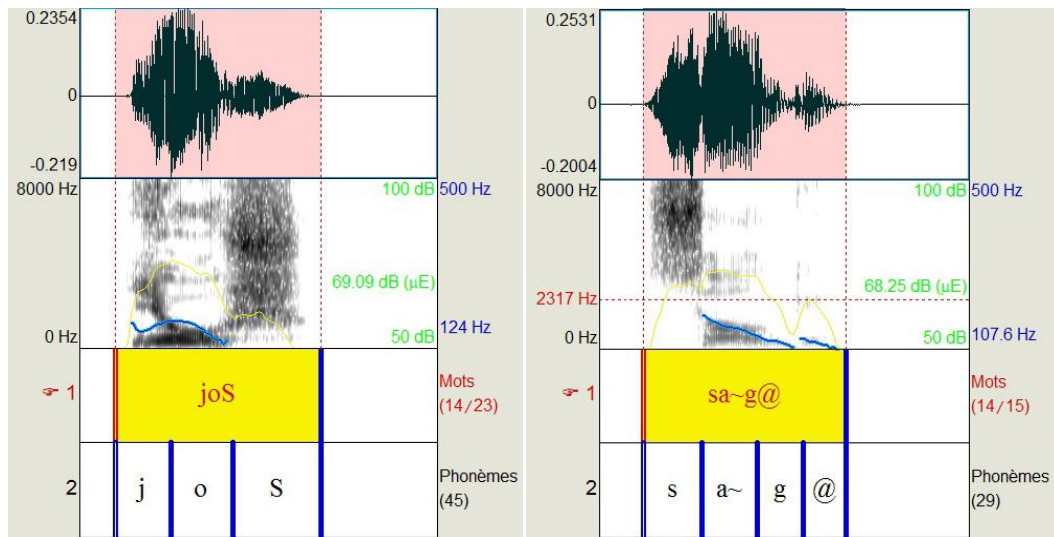 0.2354
0
-0.219
8000 Hz
100 dB
500 Hz
69.09 dB (µE)
124 Hz
0 Hz
50 dB
☞ 1
joS
Mots
(14/23)
2
j o S
Phonèmes
(45)
0.2531
0
-0.2004
8000 Hz
100 dB
500 Hz
2317 Hz
68.25 dB (µE)
0 Hz
50 dB
107.6 Hz
☞ 1
sa~g@
Mots
(14/15)
2
s a~ g @
Phonèmes
(29)